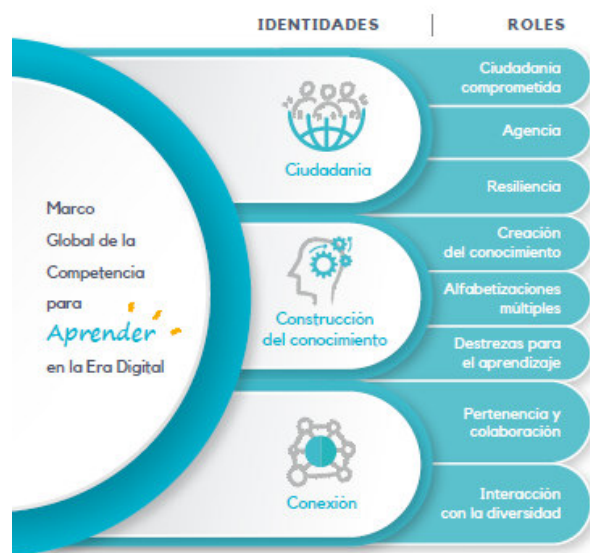 IDENTIDADES | ROLES
Marco
Global de la
Competencia
para
Aprender
en la Era Digital
Ciudadanía
Ciudadanía
comprometida
Agencia
Resiliencia
Construcción
del conocimiento
Creación
del conocimiento
Alfabetizaciones
múltiples
Destrezas para
el aprendizaje
Conexión
Pertenencia y
colaboración
Interacción
con la diversidad